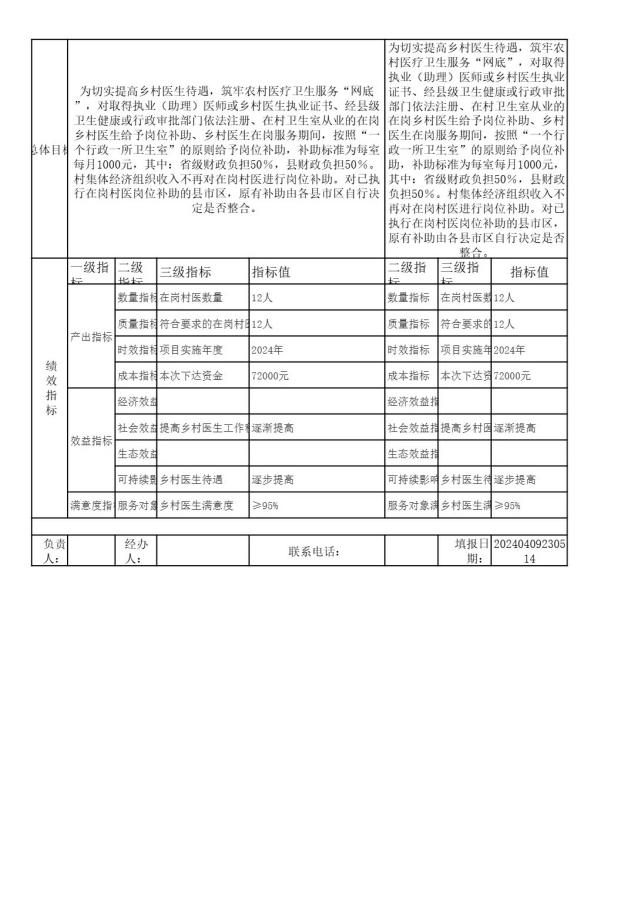 为切实提高乡村医生待遇，筑牢农村医疗卫生服务“网底
”，对取得执业（助理）医师或乡村医生执业证书、经县级
卫生健康或行政审批部门依法注册、在村卫生室从业的在岗
乡村医生给予岗位补助、乡村医生在岗服务期间，按照“一
个行政一所卫生室”的原则给予岗位补助，补助标准为每室
每月1000元，其中：省级财政负担50％，县财政负担50％。
村集体经济组织收入不再对在岗村医进行岗位补助。对已执
行在岗村医岗位补助的县市区，原有补助由各县市区自行决
定是否整合。
为切实提高乡村医生待遇，筑牢农
村医疗卫生服务“网底”，对取得
执业（助理）医师或乡村医生执业
证书、经县级卫生健康或行政审批
部门依法注册、在村卫生室从业的
在岗乡村医生给予岗位补助、乡村
医生在岗服务期间，按照“一个行
政一所卫生室”的原则给予岗位补
助，补助标准为每室每月1000元，
其中：省级财政负担50％，县财政
负担50％。村集体经济组织收入不
再对在岗村医进行岗位补助。对已
执行在岗村医岗位补助的县市区，
原有补助由各县市区自行决定是否
整合。
总体目标
绩
效
指
标
一级指标 二级指标 三级指标 指标值 二级指标 三级指标 指标值
产出指标
数量指标 在岗村医数量 12人 数量指标 在岗村医数 12人
质量指标 符合要求的在岗村医 12人 质量指标 符合要求的 12人
时效指标 项目实施年度 2024年 时效指标 项目实施年 2024年
成本指标 本次下达资金 72000元 成本指标 本次下达资 72000元
效益指标
经济效益 经济效益指
社会效益 提高乡村医生工作 逐渐提高 社会效益指 提高乡村医 逐渐提高
生态效益 生态效益指
可持续影 乡村医生待遇 逐步提高 可持续影响 乡村医生待 逐步提高
满意度指标 服务对象 乡村医生满意度 ≥95% 服务对象满 乡村医生满 ≥95%
负责
人：
经办
人：
联系电话：
填报日
期：
202404092305
14